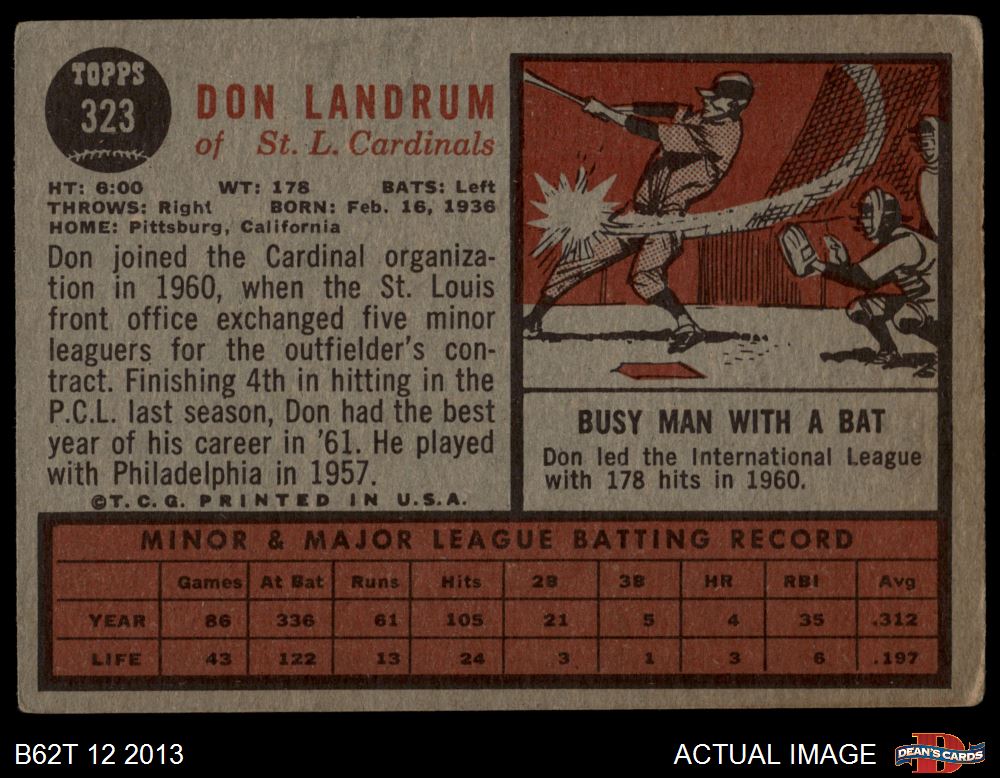 TOPPS
323
DON LANDRUM
of St. L. Cardinals
HT: 6:00 WT: 178 BATS: Left
THROWS: Right BORN: Feb. 16, 1936
HOME: Pittsburg, California
Don joined the Cardinal organiza-
tion in 1960, when the St. Louis
front office exchanged five minor
leaguers for the outfielder's con-
tract. Finishing 4th in hitting in the
P.C.L. last season, Don had the best
year of his career in '61. He played
with Philadelphia in 1957.
©T.C.G. PRINTED IN U.S.A.
BUSY MAN WITH A BAT
Don led the International League
with 178 hits in 1960.
MINOR & MAJOR LEAGUE BATTING RECORD
Games At Bat Runs Hits 2B 3B HR RBI Avg
YEAR 86 336 61 105 21 5 4 35 .312
LIFE 43 122 13 24 3 1 3 6 .197
B62T 12 2013
ACTUAL IMAGE
DEAN'S CARDS